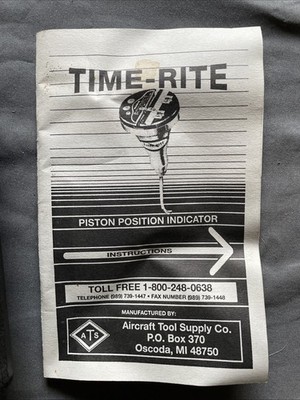 TIME-RITE
PISTON POSITION INDICATOR
INSTRUCTIONS
TOLL FREE 1-800-248-0638
TELEPHONE (989) 739-1447 • FAX NUMBER (989) 739-1448
MANUFACTURED BY:
ATS
Aircraft Tool Supply Co.
P.O. Box 370
Oscoda, MI 48750